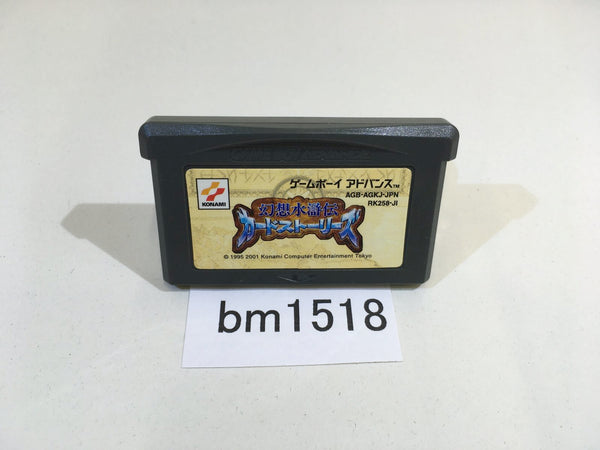 ゲームボーイ アドバンス™
AGB-AGKJ-JPN
RK258-JI
KONAMI
幻想水滸伝
カードストーリーズ
© 1995 2001 Konami Computer Entertainment Tokyo
bm1518